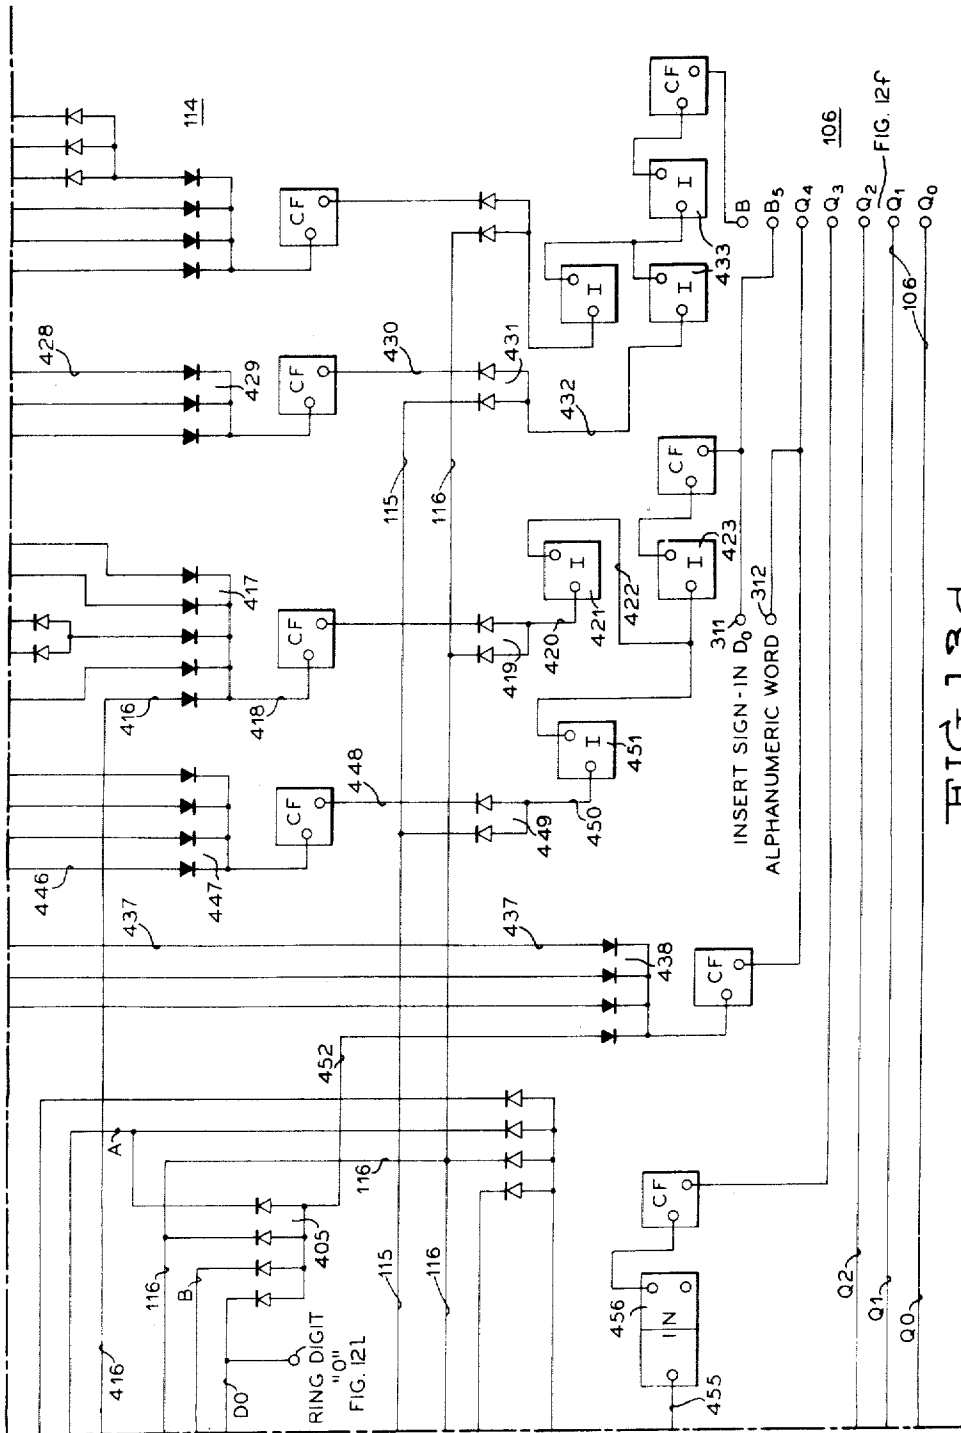 114
CF
428
429
CF
430
431
432
115
116
CF
I
I
433
I
CF
B
B5
Q4
Q3
Q2
Q1
Q0
FIG. 12f
106
106
416
417
418
CF
419
420
421
I
422
423
I
CF
446
447
CF
448
449
450
451
I
311
312
INSERT SIGN-IN D0
ALPHANUMERIC WORD
437
437
438
CF
452
A
116
116
B
405
D0
RING DIGIT
"0"
FIG. 12l
416
115
116
455
456
IN
CF
Q2
Q1
Q0